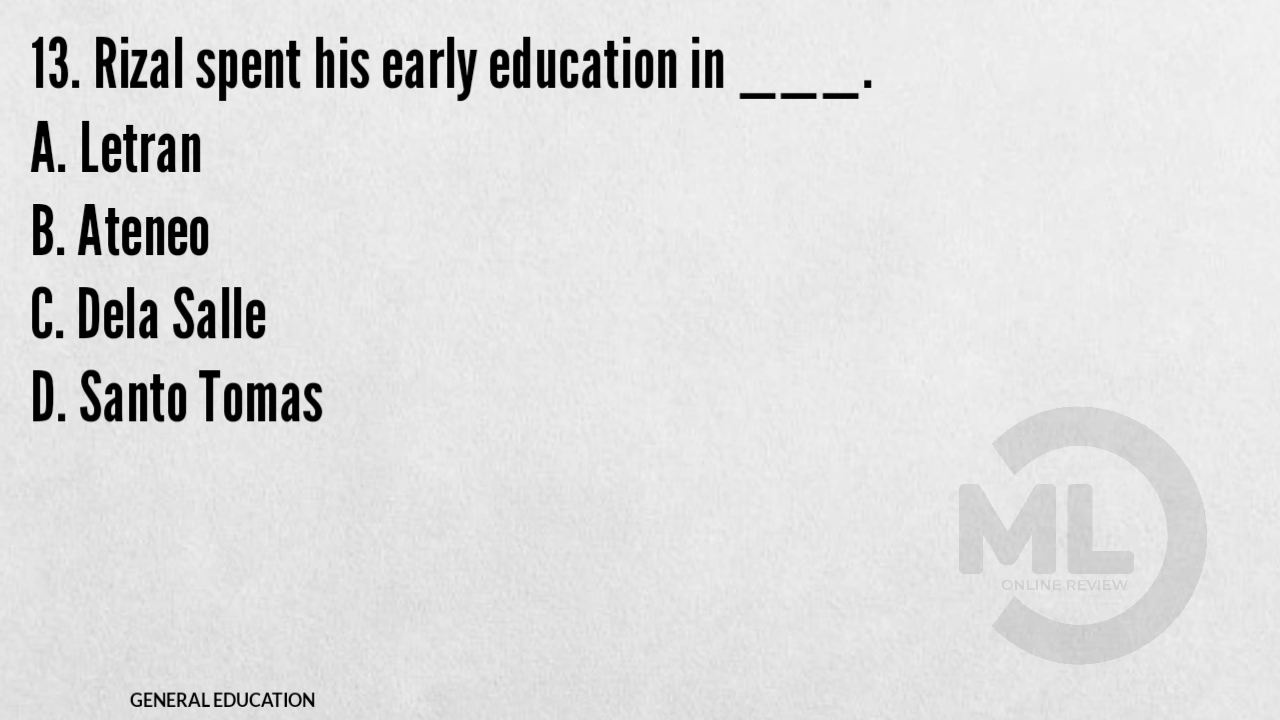 13. Rizal spent his early education in ___.
A. Letran
B. Ateneo
C. Dela Salle
D. Santo Tomas
ML
ONLINE REVIEW
GENERAL EDUCATION